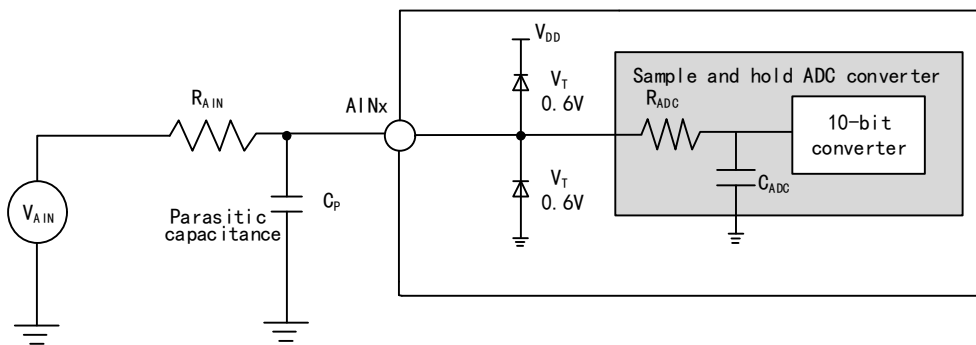 V_DD
Sample and hold ADC converter
V_T
0.6V
R_AIN
AINx
R_ADC
10-bit
converter
V_T
0.6V
C_ADC
V_AIN
C_P
Parasitic
capacitance